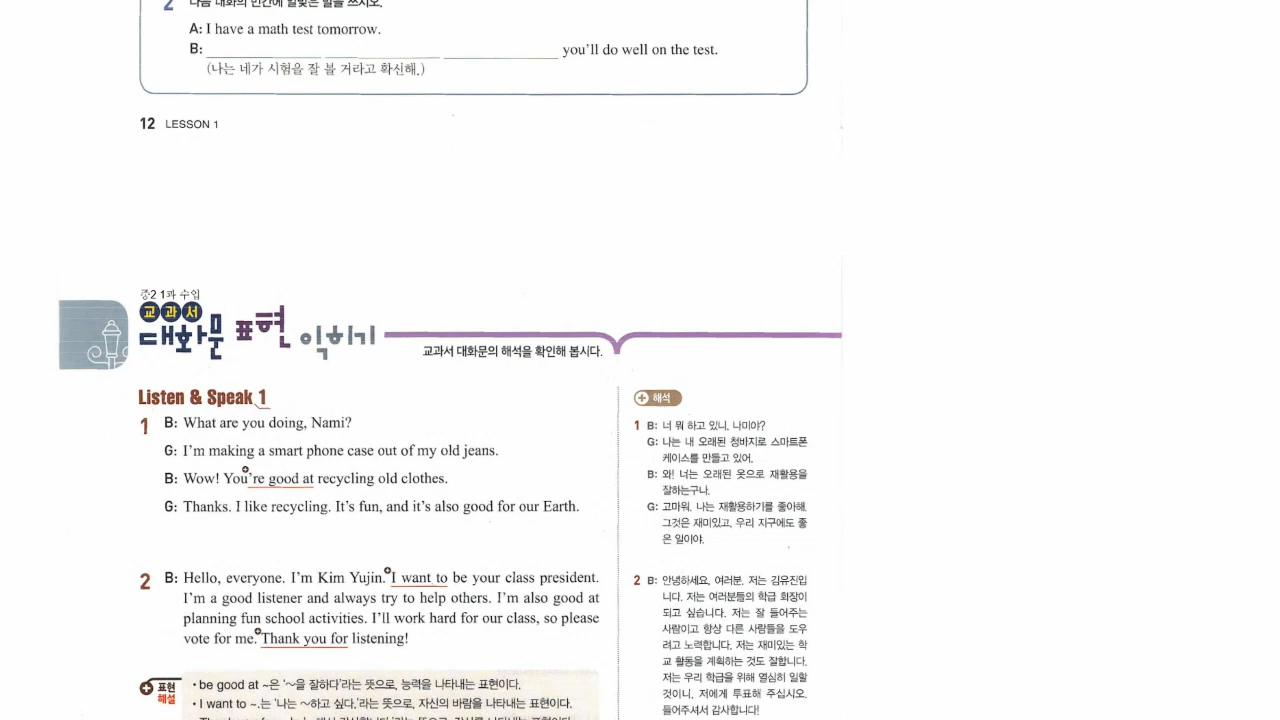 2 다음 대화의 빈칸에 알맞은 말을 쓰시오.
A: I have a math test tomorrow.
B: you'll do well on the test.
(나는 네가 시험을 잘 볼 거라고 확신해.)
12 LESSON 1
중2 1과 수업
교과서
대화문 표현 익히기
교과서 대화문의 해석을 확인해 봅시다.
Listen & Speak 1
1 B: What are you doing, Nami?
G: I'm making a smart phone case out of my old jeans.
B: Wow! You're good at recycling old clothes.
G: Thanks. I like recycling. It's fun, and it's also good for our Earth.
2 B: Hello, everyone. I'm Kim Yujin. I want to be your class president.
I'm a good listener and always try to help others. I'm also good at
planning fun school activities. I'll work hard for our class, so please
vote for me. Thank you for listening!
표현
해설
• be good at ~은 '~을 잘하다'라는 뜻으로, 능력을 나타내는 표현이다.
• I want to ~.는 '나는 ~하고 싶다.'라는 뜻으로, 자신의 바람을 나타내는 표현이다.
해석
1 B: 너 뭐 하고 있니, 나미야?
G: 나는 내 오래된 청바지로 스마트폰
케이스를 만들고 있어.
B: 와! 너는 오래된 옷으로 재활용을
잘하는구나.
G: 고마워. 나는 재활용하기를 좋아해.
그것은 재미있고, 우리 지구에도 좋
은 일이야.
2 B: 안녕하세요, 여러분. 저는 김유진입
니다. 저는 여러분들의 학급 회장이
되고 싶습니다. 저는 잘 들어주는
사람이고 항상 다른 사람들을 도우
려고 노력합니다. 저는 재미있는 학
교 활동을 계획하는 것도 잘합니다.
저는 우리 학급을 위해 열심히 일할
것이니, 저에게 투표해 주십시오.
들어주셔서 감사합니다!